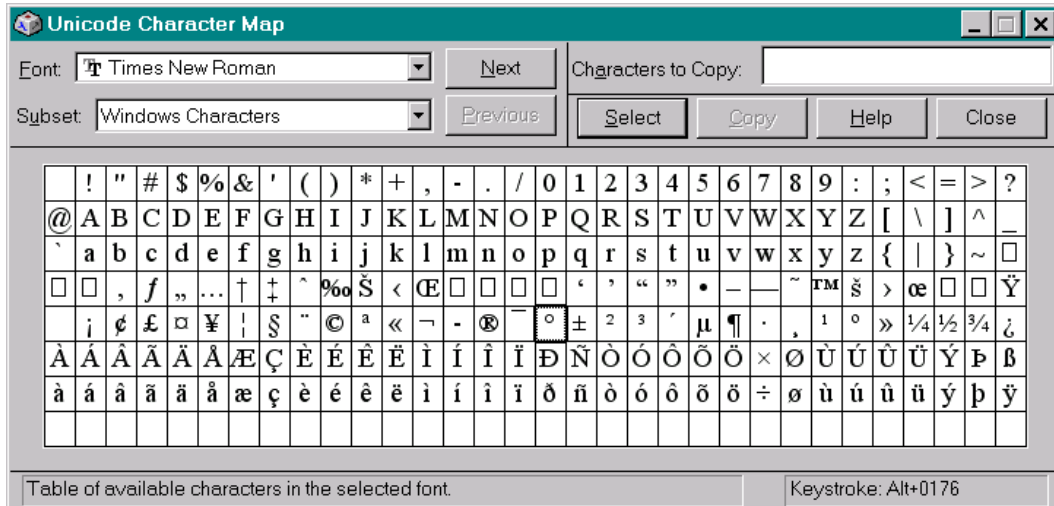 Unicode Character Map
Font: Times New Roman Next Characters to Copy:
Subset: Windows Characters Previous Select Copy Help Close
! " # $ % & ' ( ) * + , - . / 0 1 2 3 4 5 6 7 8 9 : ; < = > ?
@ A B C D E F G H I J K L M N O P Q R S T U V W X Y Z [ \ ] ^ _
` a b c d e f g h i j k l m n o p q r s t u v w x y z { | } ~ □
□ □ ‚ ƒ „ … † ‡ ˆ ‰ Š ‹ Œ □ □ □ □ ‘ ’ “ ” • – — ˜ ™ š › œ □ □ Ÿ
¡ ¢ £ ¤ ¥ ¦ § ¨ © ª « ¬ - ® ¯ ° ± ² ³ ´ µ ¶ · ¸ ¹ º » ¼ ½ ¾ ¿
À Á Â Ã Ä Å Æ Ç È É Ê Ë Ì Í Î Ï Ð Ñ Ò Ó Ô Õ Ö × Ø Ù Ú Û Ü Ý Þ ß
à á â ã ä å æ ç è é ê ë ì í î ï ð ñ ò ó ô õ ö ÷ ø ù ú û ü ý þ ÿ
Table of available characters in the selected font. Keystroke: Alt+0176